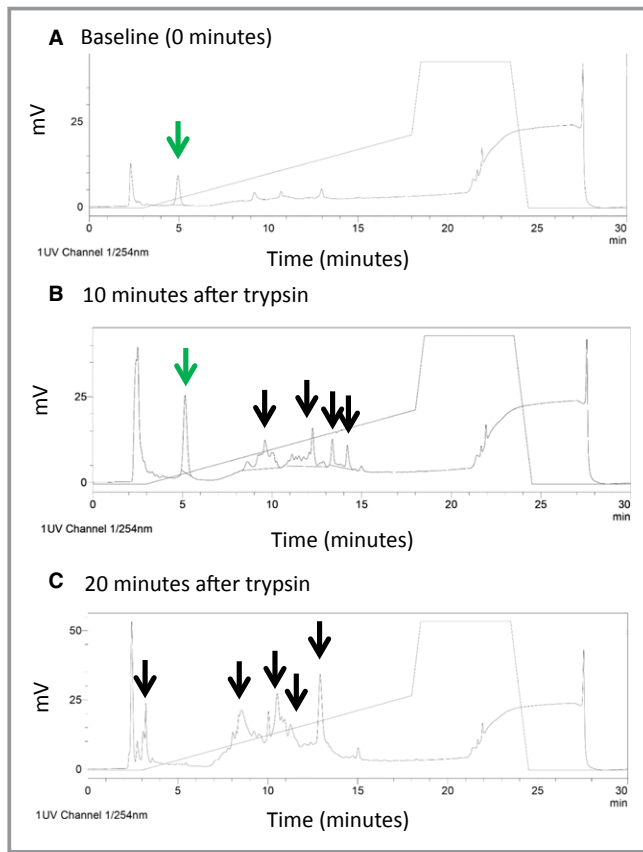 A Baseline (0 minutes)
mV
25
0
0 5 10 15 20 25 30
min
1UV Channel 1/254nm
Time (minutes)
B 10 minutes after trypsin
mV
25
0
0 5 10 15 20 25 30
min
1UV Channel 1/254nm
Time (minutes)
C 20 minutes after trypsin
mV
50
25
0
0 5 10 15 20 25 30
min
1UV Channel 1/254nm
Time (minutes)